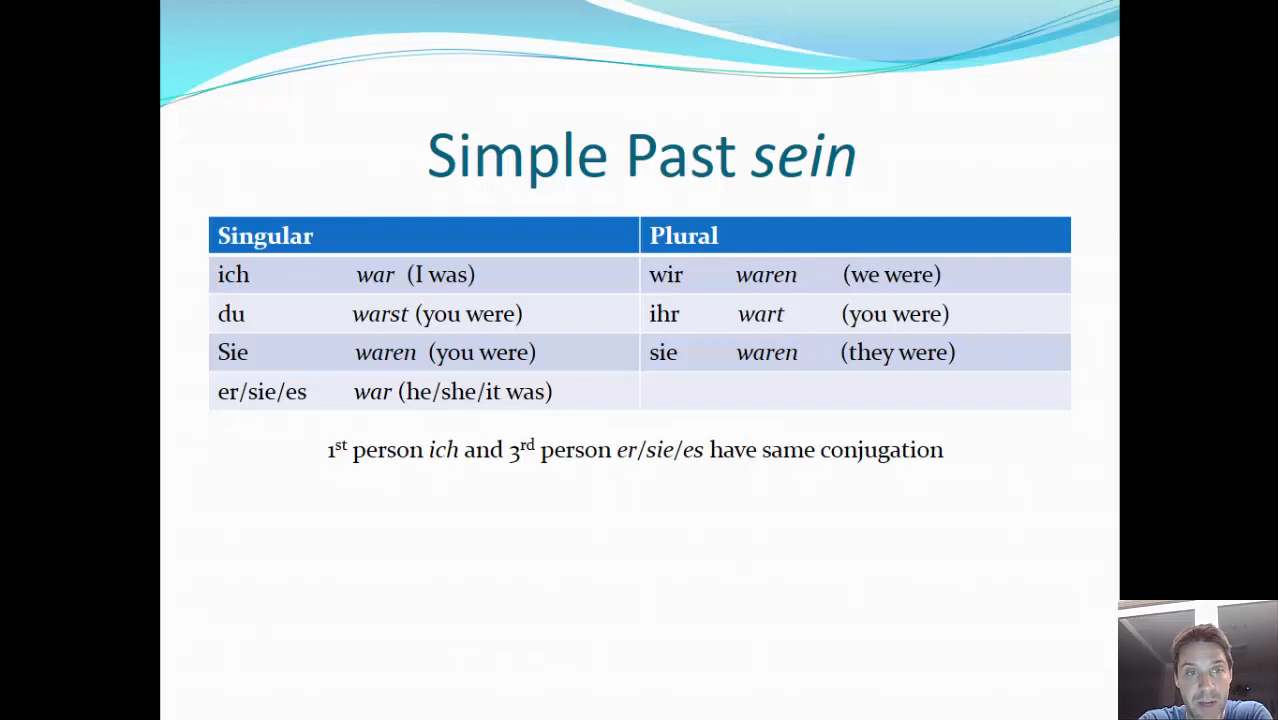 Simple Past sein
Singular Plural
ich war (I was) wir waren (we were)
du warst (you were) ihr wart (you were)
Sie waren (you were) sie waren (they were)
er/sie/es war (he/she/it was)
1st person ich and 3rd person er/sie/es have same conjugation